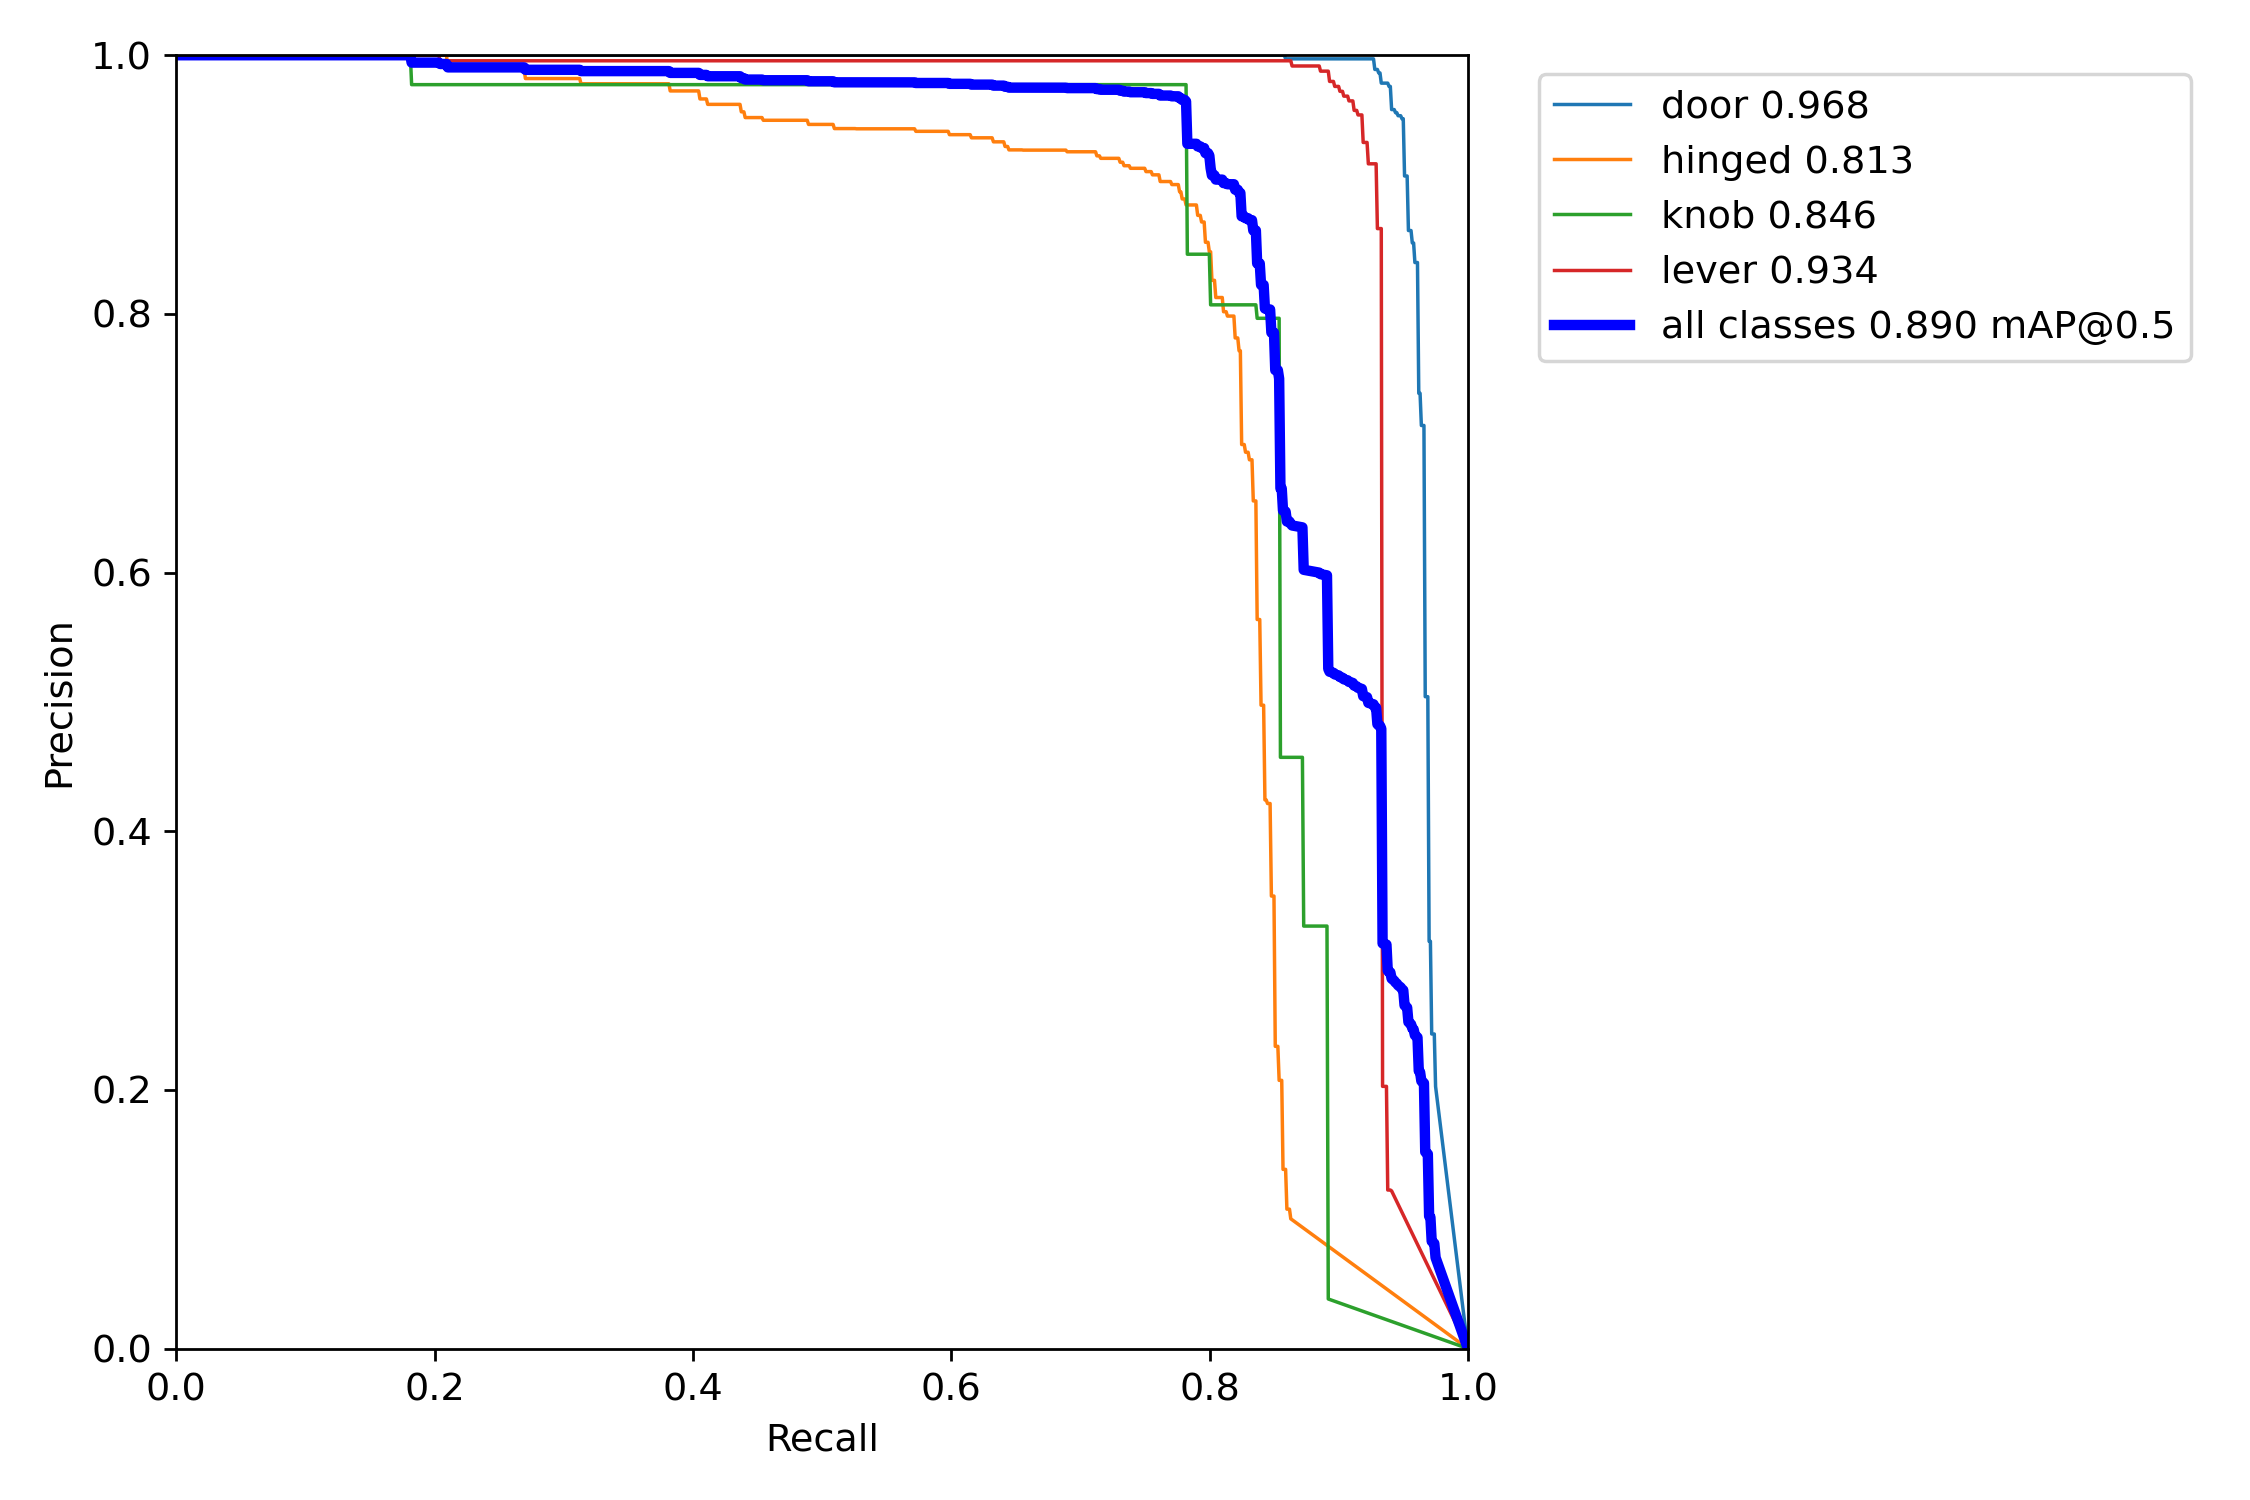 1.0
0.8
0.6
0.4
0.2
0.0
Precision
0.0 0.2 0.4 0.6 0.8 1.0
Recall
door 0.968
hinged 0.813
knob 0.846
lever 0.934
all classes 0.890 mAP@0.5